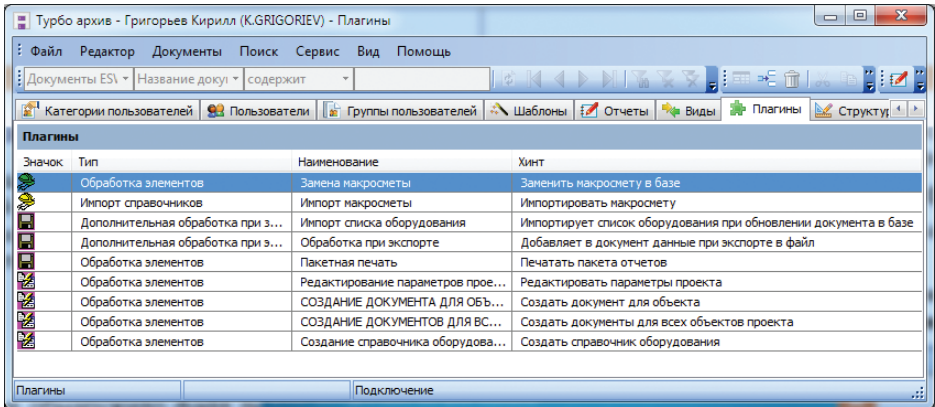 Турбо архив - Григорьев Кирилл (K.GRIGORIEV) - Плагины
Файл Редактор Документы Поиск Сервис Вид Помощь
Документы ES\ Название докул содержит
Категории пользователей Пользователи Группы пользователей Шаблоны Отчеты Виды Плагины Структур
Плагины
Значок Тип Наименование Хинт
Обработка элементов Замена макросметы Заменить макросмету в базе
Импорт справочников Импорт макросметы Импортировать макросмету
Дополнительная обработка при э... Импорт списка оборудования Импортирует список оборудования при обновлении документа в базе
Дополнительная обработка при э... Обработка при экспорте Добавляет в документ данные при экспорте в файл
Обработка элементов Пакетная печать Печатать пакета отчетов
Обработка элементов Редактирование параметров прое... Редактировать параметры проекта
Обработка элементов СОЗДАНИЕ ДОКУМЕНТА ДЛЯ ОБЪ... Создать документ для объекта
Обработка элементов СОЗДАНИЕ ДОКУМЕНТОВ ДЛЯ ВС... Создать документы для всех объектов проекта
Обработка элементов Создание справочника оборудова... Создать справочник оборудования
Плагины Подключение